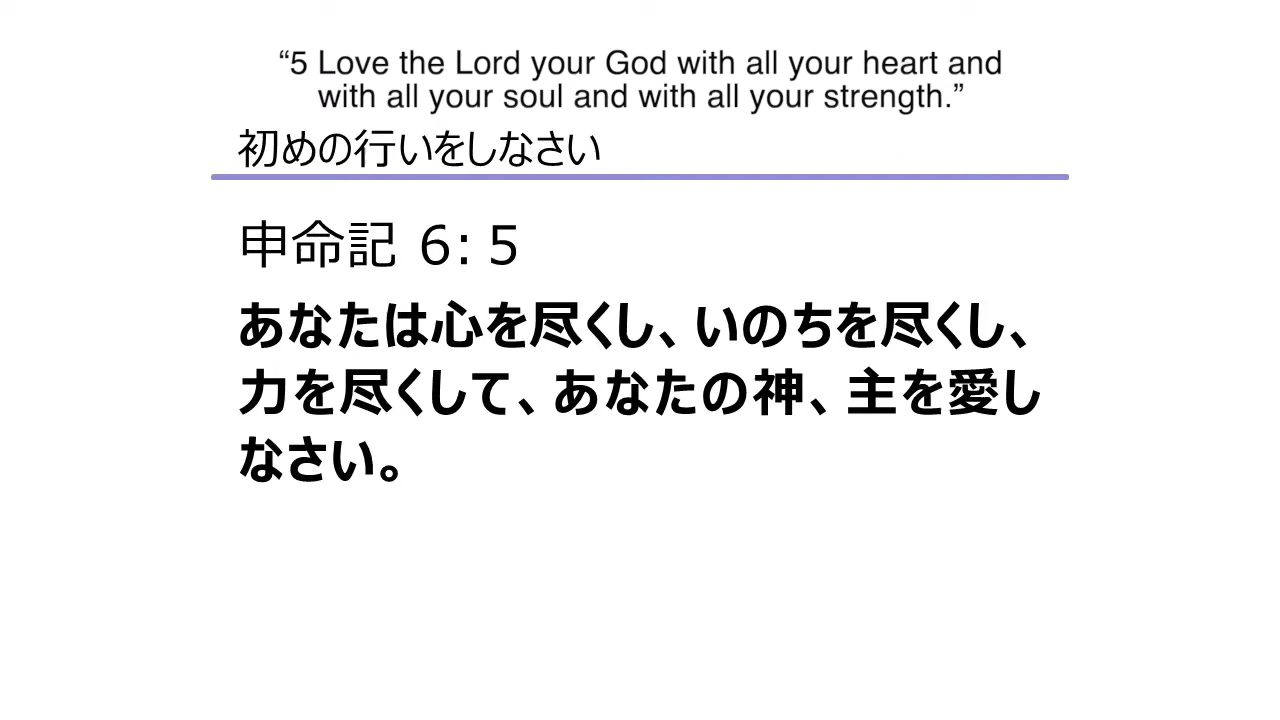 “5 Love the Lord your God with all your heart and
with all your soul and with all your strength.”
初めの行いをしなさい
申命記 6: 5
あなたは心を尽くし、いのちを尽くし、
力を尽くして、あなたの神、主を愛し
なさい。